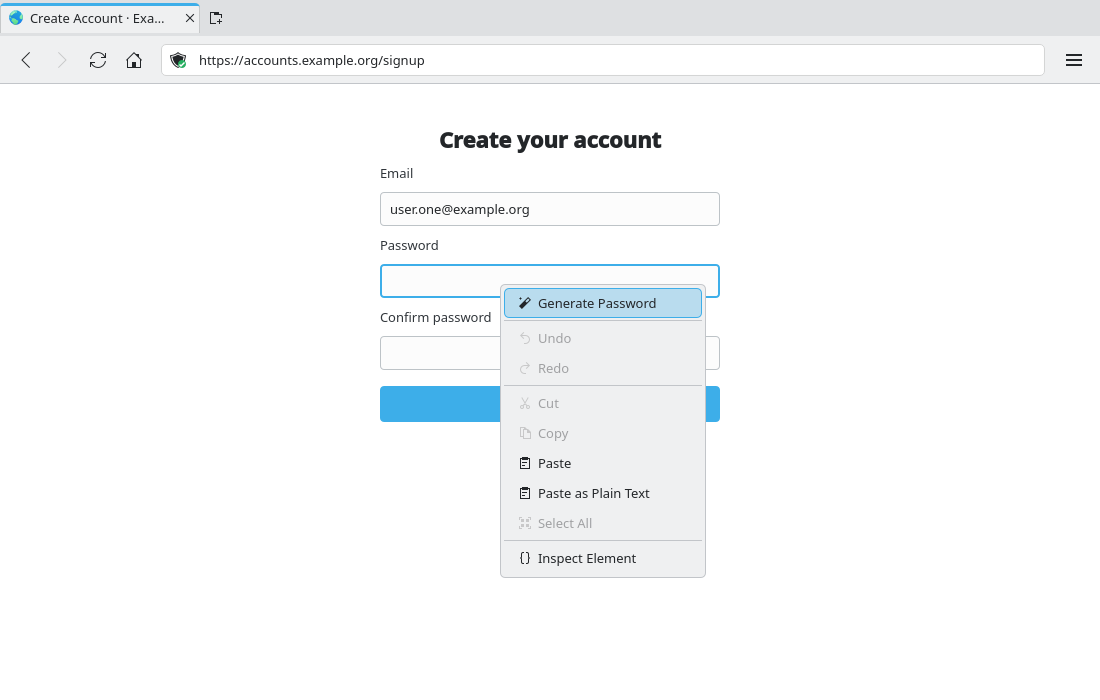 Create Account · Exa...
https://accounts.example.org/signup
Create your account
Email
user.one@example.org
Password
Generate Password
Confirm password
Undo
Redo
Cut
Copy
Paste
Paste as Plain Text
Select All
Inspect Element